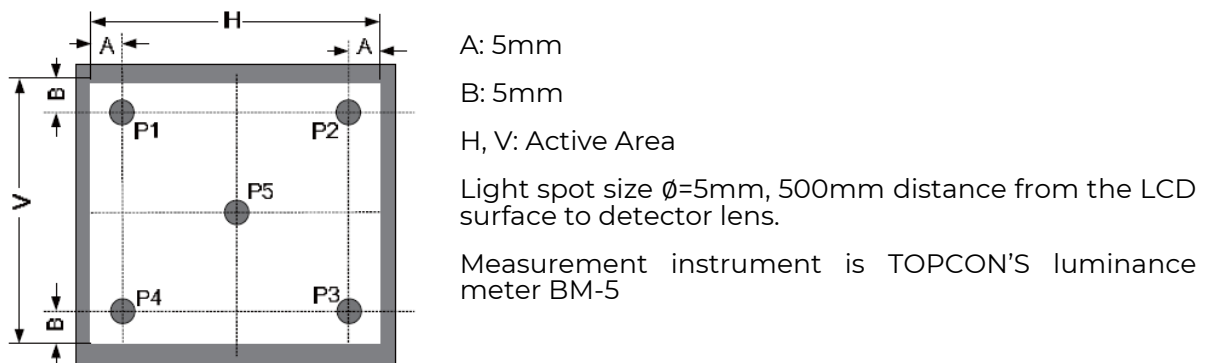 H
A
A
B
P1
P2
P5
V
P4
P3
B
A: 5mm
B: 5mm
H, V: Active Area
Light spot size Ø=5mm, 500mm distance from the LCD
surface to detector lens.
Measurement instrument is TOPCON’S luminance
meter BM-5